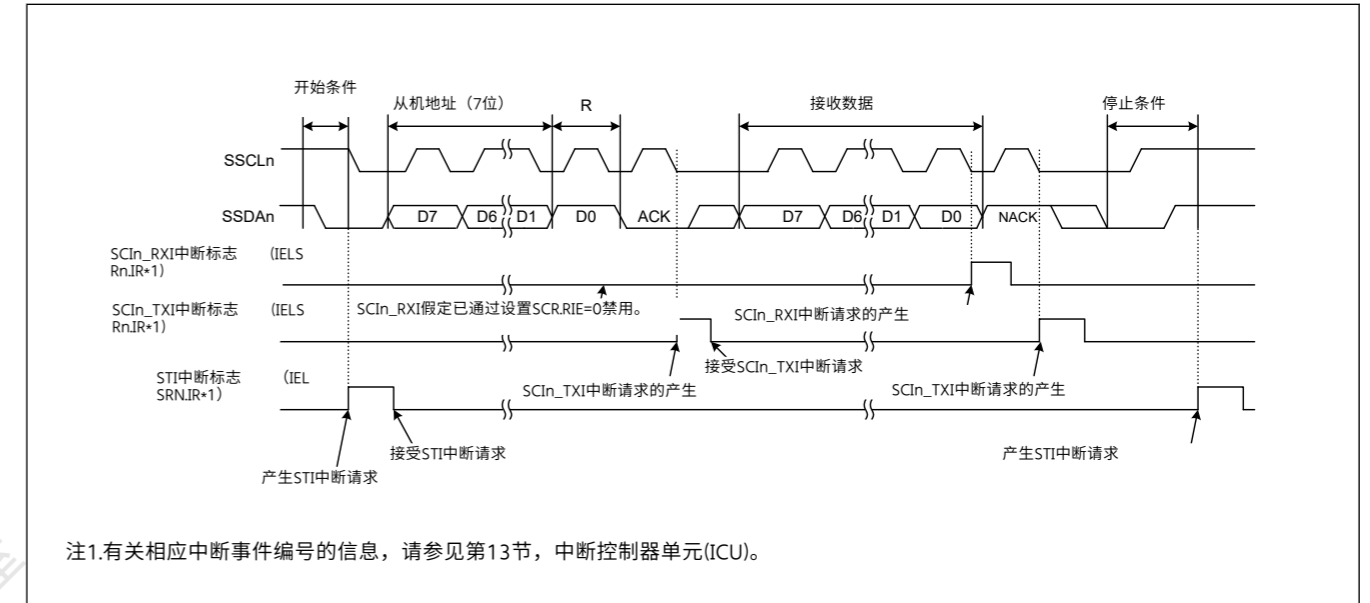 开始条件
从机地址（7位）
R
接收数据
停止条件
SSCLn
SSDAn
D7 D6 D1 D0 ACK D7 D6 D1 D0 NACK
SCIn_RXI中断标志 （IELS
Rn.IR*1）
SCIn_RXI假定已通过设置SCR.RIE=0禁用。
SCIn_RXI中断请求的产生
SCIn_TXI中断标志 （IELS
Rn.IR*1）
接受SCIn_TXI中断请求
SCIn_TXI中断请求的产生
SCIn_TXI中断请求的产生
STI中断标志 （IEL
SRN.IR*1）
接受STI中断请求
产生STI中断请求
产生STI中断请求
注1.有关相应中断事件编号的信息，请参见第13节，中断控制器单元(ICU)。